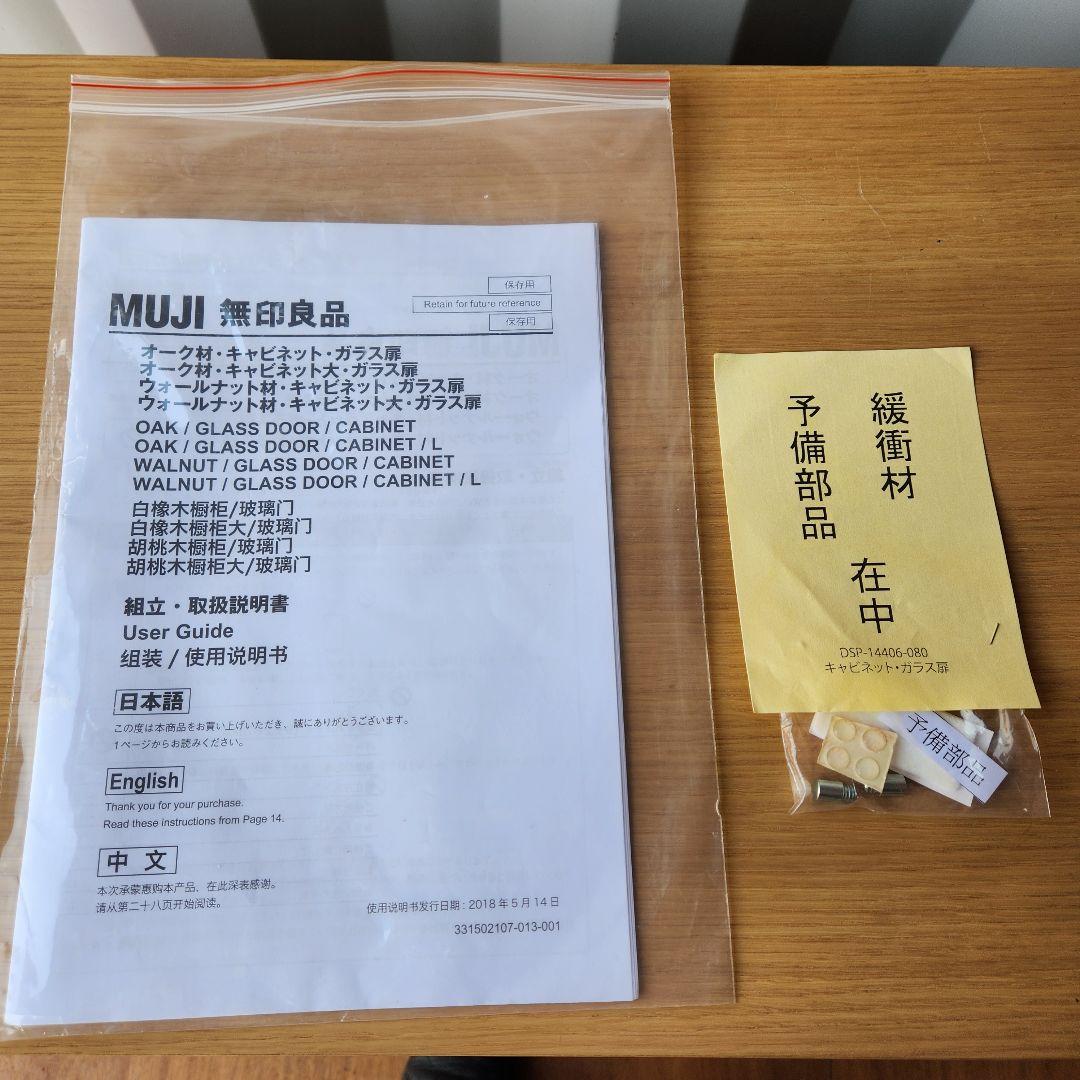 保存用
Retain for future reference
保存用
MUJI 無印良品
オーク材・キャビネット・ガラス扉
オーク材・キャビネット大・ガラス扉
ウォールナット材・キャビネット・ガラス扉
ウォールナット材・キャビネット大・ガラス扉
OAK / GLASS DOOR / CABINET
OAK / GLASS DOOR / CABINET / L
WALNUT / GLASS DOOR / CABINET
WALNUT / GLASS DOOR / CABINET / L
白橡木橱柜/玻璃门
白橡木橱柜大/玻璃门
胡桃木橱柜/玻璃门
胡桃木橱柜大/玻璃门
組立・取扱説明書
User Guide
组装 / 使用说明书
日本語
この度は本商品をお買い上げいただき、誠にありがとうございます。
1ページからお読みください。
English
Thank you for your purchase.
Read these instructions from Page 14.
中 文
本次承蒙惠购本产品、在此深表感谢。
请从第二十八页开始阅读。
使用说明书发行日期 : 2018 年 5 月 14 日
331502107-013-001
緩衝材
予備部品
在中
DSP-14406-080
キャビネット・ガラス扉
予備部品